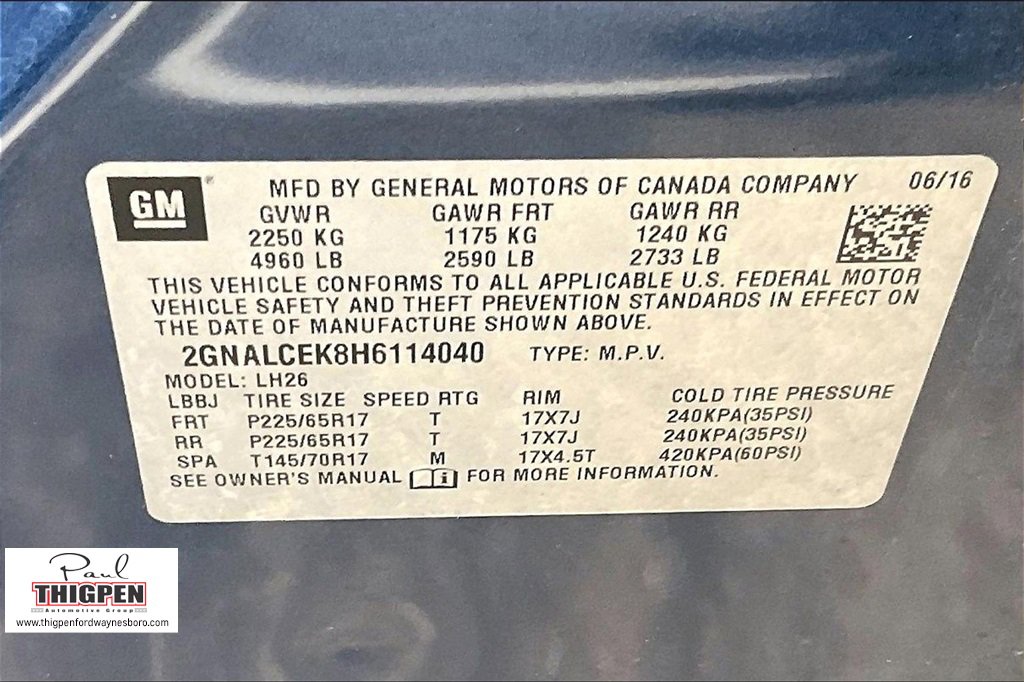 GM
MFD BY GENERAL MOTORS OF CANADA COMPANY 06/16
GVWR GAWR FRT GAWR RR
2250 KG 1175 KG 1240 KG
4960 LB 2590 LB 2733 LB
THIS VEHICLE CONFORMS TO ALL APPLICABLE U.S. FEDERAL MOTOR
VEHICLE SAFETY AND THEFT PREVENTION STANDARDS IN EFFECT ON
THE DATE OF MANUFACTURE SHOWN ABOVE.
2GNALCEK8H6114040 TYPE: M.P.V.
MODEL: LH26
LBBJ TIRE SIZE SPEED RTG RIM COLD TIRE PRESSURE
FRT P225/65R17 T 17X7J 240KPA(35PSI)
RR P225/65R17 T 17X7J 240KPA(35PSI)
SPA T145/70R17 M 17X4.5T 420KPA(60PSI)
SEE OWNER'S MANUAL i FOR MORE INFORMATION.
Paul
THIGPEN
Automotive Group
www.thigpenfordwaynesboro.com